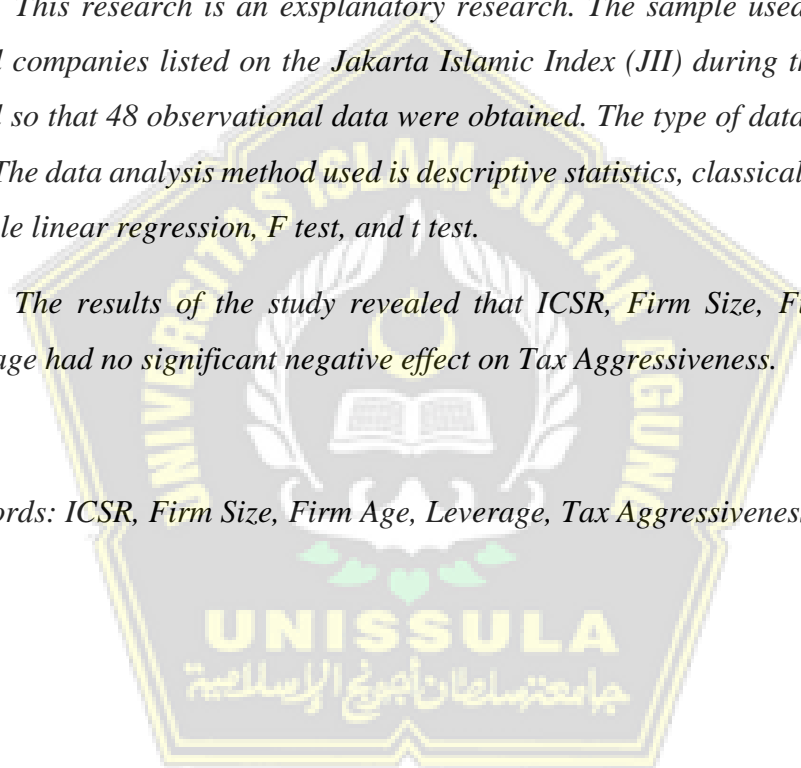 This research is an exsplanatory research. The sample used
companies listed on the Jakarta Islamic Index (JII) during
so that 48 observational data were obtained. The type of data
The data analysis method used is descriptive statistics, classical
le linear regression, F test, and t test.
The results of the study revealed that ICSR, Firm Size,
age had no significant negative effect on Tax Aggressiveness.
ords: ICSR, Firm Size, Firm Age, Leverage, Tax Aggressiveness
UNIVERSITAS ISLAM SULTAN AGUNG
UNISSULA
جامعتسلطان أجونج الإسلامية